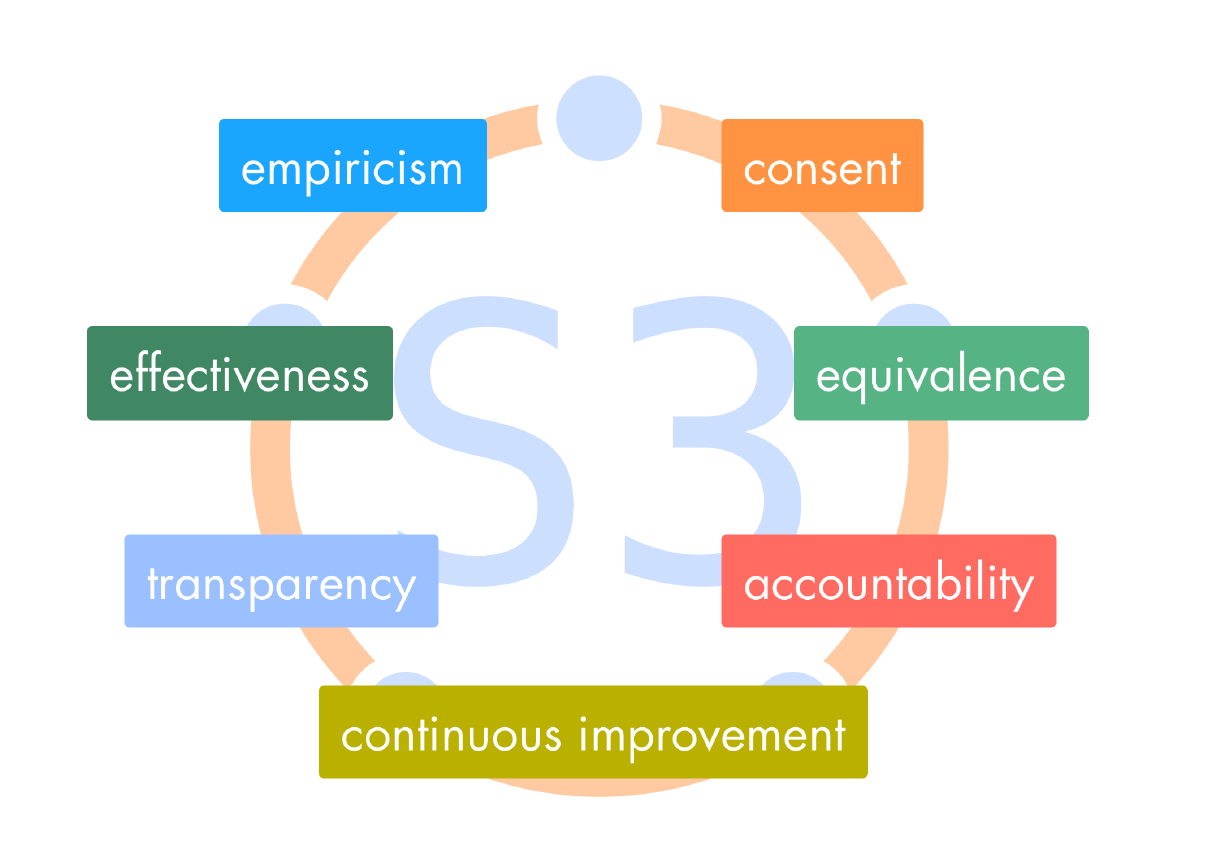 empiricism
consent
S3
effectiveness
equivalence
transparency
accountability
continuous improvement